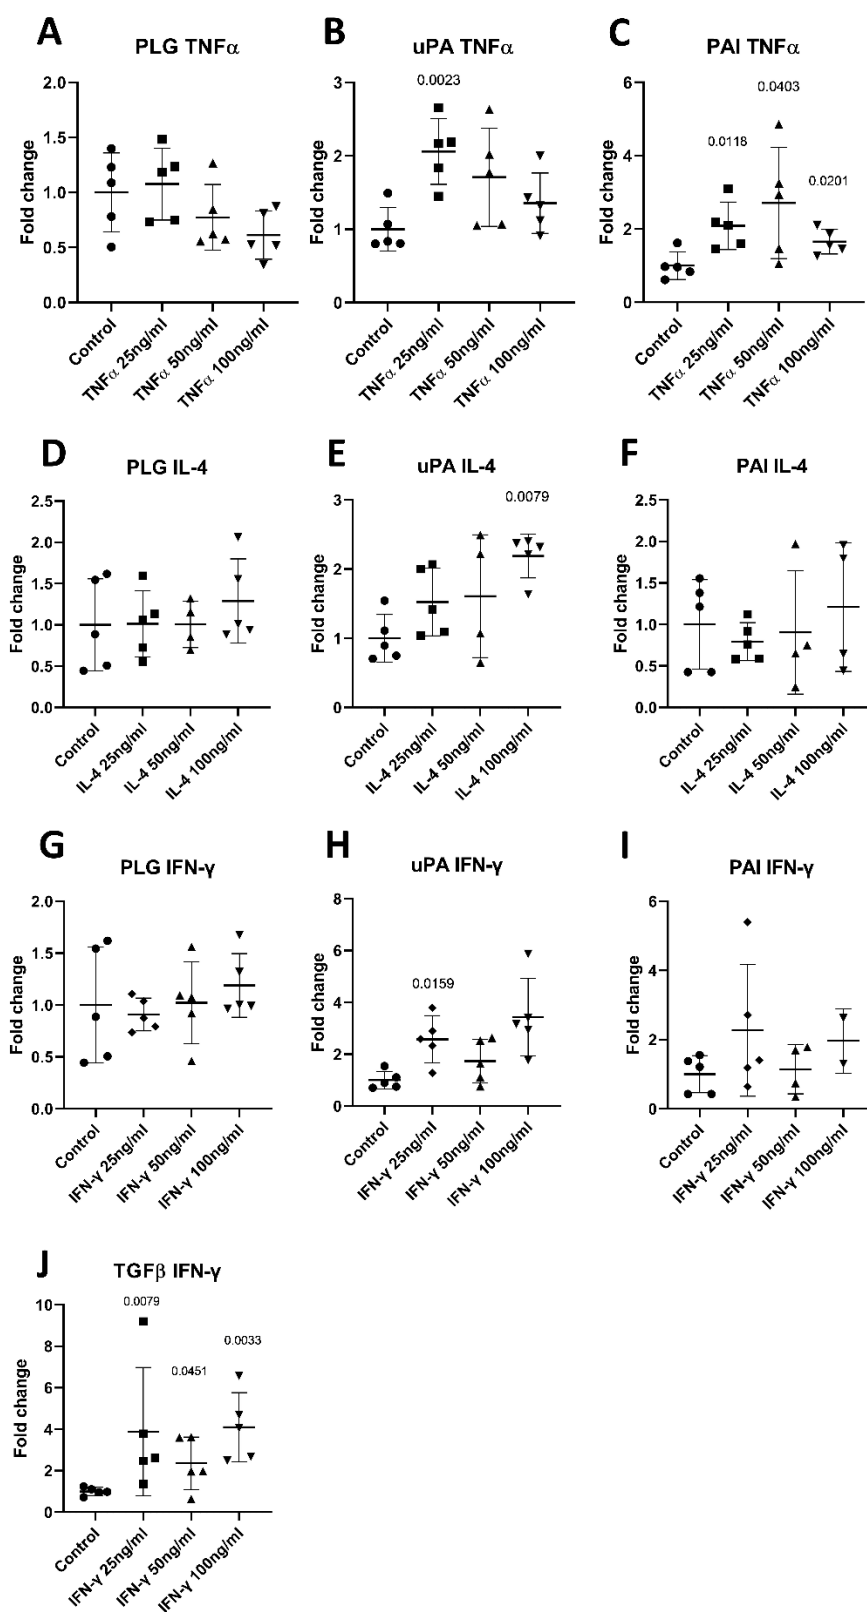 A
PLG TNFα
Fold change
2.0
1.5
1.0
0.5
0.0
Control
TNFα 25ng/ml
TNFα 50ng/ml
TNFα 100ng/ml
B
uPA TNFα
Fold change
3
2
1
0
0.0023
Control
TNFα 25ng/ml
TNFα 50ng/ml
TNFα 100ng/ml
C
PAI TNFα
Fold change
6
4
2
0
0.0118
0.0403
0.0201
Control
TNFα 25ng/ml
TNFα 50ng/ml
TNFα 100ng/ml
D
PLG IL-4
Fold change
2.5
2.0
1.5
1.0
0.5
0.0
Control
IL-4 25ng/ml
IL-4 50ng/ml
IL-4 100ng/ml
E
uPA IL-4
Fold change
3
2
1
0
0.0079
Control
IL-4 25ng/ml
IL-4 50ng/ml
IL-4 100ng/ml
F
PAI IL-4
Fold change
2.5
2.0
1.5
1.0
0.5
0.0
Control
IL-4 25ng/ml
IL-4 50ng/ml
IL-4 100ng/ml
G
PLG IFN-γ
Fold change
2.0
1.5
1.0
0.5
0.0
Control
IFN-γ 25ng/ml
IFN-γ 50ng/ml
IFN-γ 100ng/ml
H
uPA IFN-γ
Fold change
8
6
4
2
0
0.0159
Control
IFN-γ 25ng/ml
IFN-γ 50ng/ml
IFN-γ 100ng/ml
I
PAI IFN-γ
Fold change
6
4
2
0
Control
IFN-γ 25ng/ml
IFN-γ 50ng/ml
IFN-γ 100ng/ml
J
TGFβ IFN-γ
Fold change
10
8
6
4
2
0
0.0079
0.0451
0.0033
Control
IFN-γ 25ng/ml
IFN-γ 50ng/ml
IFN-γ 100ng/ml